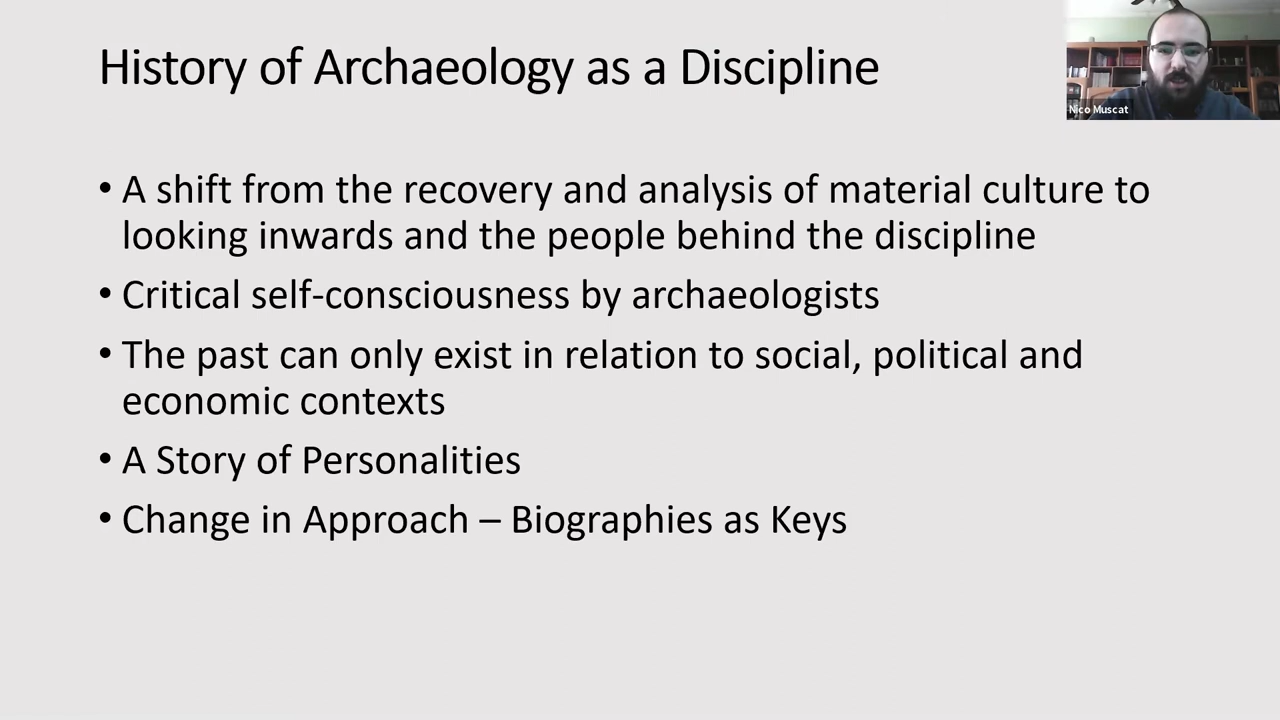 History of Archaeology as a Discipline
Nico Muscat
• A shift from the recovery and analysis of material culture to
looking inwards and the people behind the discipline
• Critical self-consciousness by archaeologists
• The past can only exist in relation to social, political and
economic contexts
• A Story of Personalities
• Change in Approach – Biographies as Keys